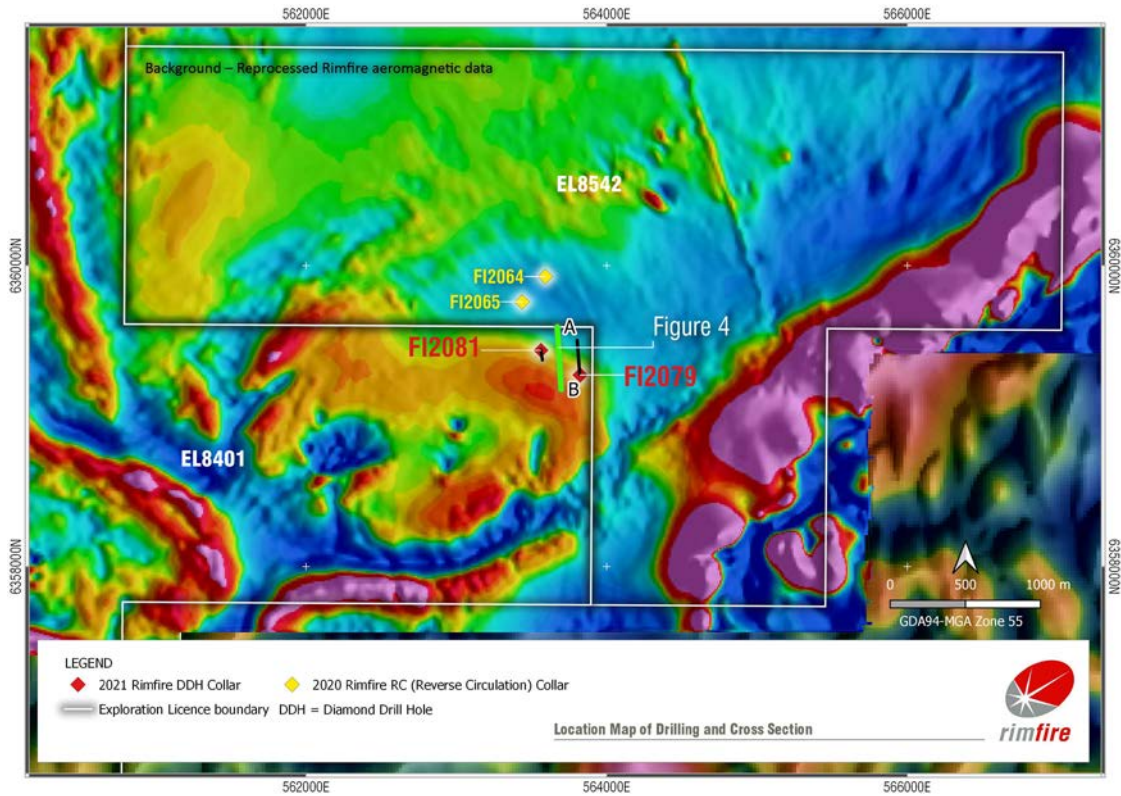 562000E 564000E 566000E
Background – Reprocessed Rimfire aeromagnetic data
EL8542
6360000N
6360000N
FI2064
FI2065
A
Figure 4
FI2081
FI2079
B
EL8401
6358000N
6358000N
0 500 1000 m
GDA94-MGA Zone 55
LEGEND
2021 Rimfire DDH Collar 2020 Rimfire RC (Reverse Circulation) Collar
Exploration Licence boundary DDH = Diamond Drill Hole
Location Map of Drilling and Cross Section
rimfire
562000E 564000E 566000E